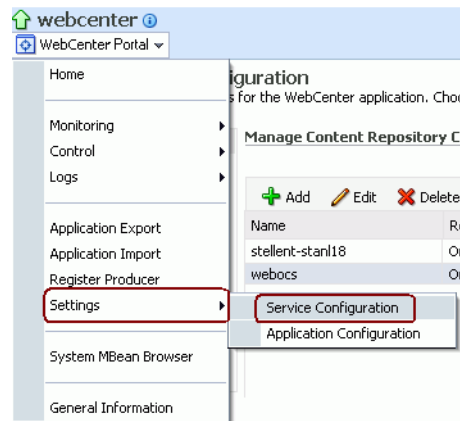 webcenter
WebCenter Portal
Home
iguration
s for the WebCenter application. Cho
Monitoring
Manage Content Repository C
Control
Logs
Add Edit Delete
Application Export
Name R
Application Import
stellent-stanl18 O
Register Producer
webocs O
Settings
Service Configuration
Application Configuration
System MBean Browser
General Information